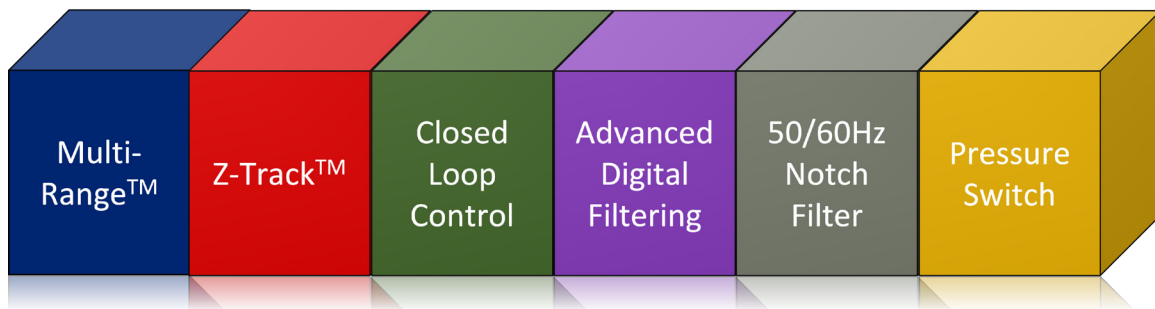 Multi-
Range™
Z-Track™
Closed
Loop
Control
Advanced
Digital
Filtering
50/60Hz
Notch
Filter
Pressure
Switch